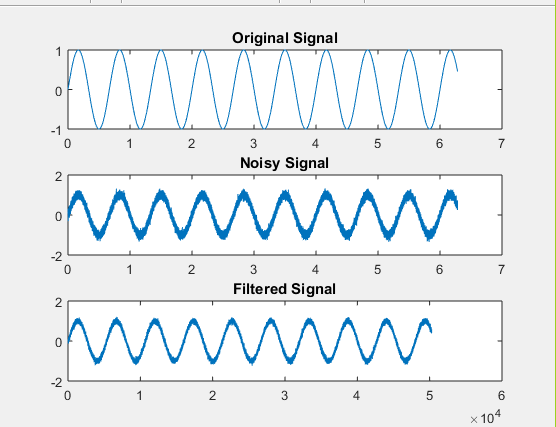 Original Signal
1
0
-1
0 1 2 3 4 5 6 7
Noisy Signal
2
0
-2
0 1 2 3 4 5 6 7
Filtered Signal
2
0
-2
0 1 2 3 4 5 6
×10⁴